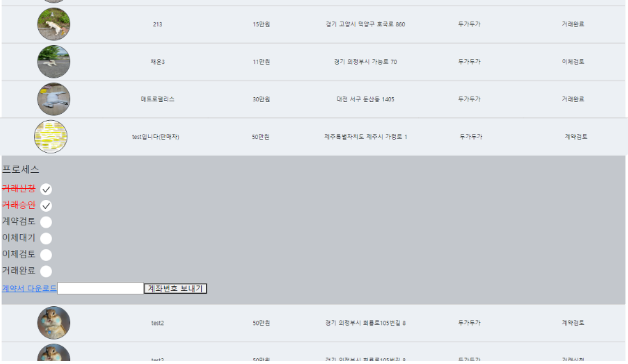 213 15만원 경기 고양시 덕양구 호국로 860 두가두가 거래완료
채온3 11만원 경기 의정부시 가능로 70 두가두가 이체검토
메트로팰리스 30만원 대전 서구 둔산동 1405 두가두가 거래완료
test입니다(판매자) 50만원 제주특별자치도 제주시 가령로 1 두가두가 계약검토
프로세스
거래신청
거래승인
계약검토
이체대기
이체검토
거래완료
계약서 다운로드 계좌번호 보내기
test2 50만원 경기 의정부시 회룡로105번길 8 두가두가 계약검토
test2 50만원 경기 의정부시 회룡로105번길 8 두가두가 거래신청